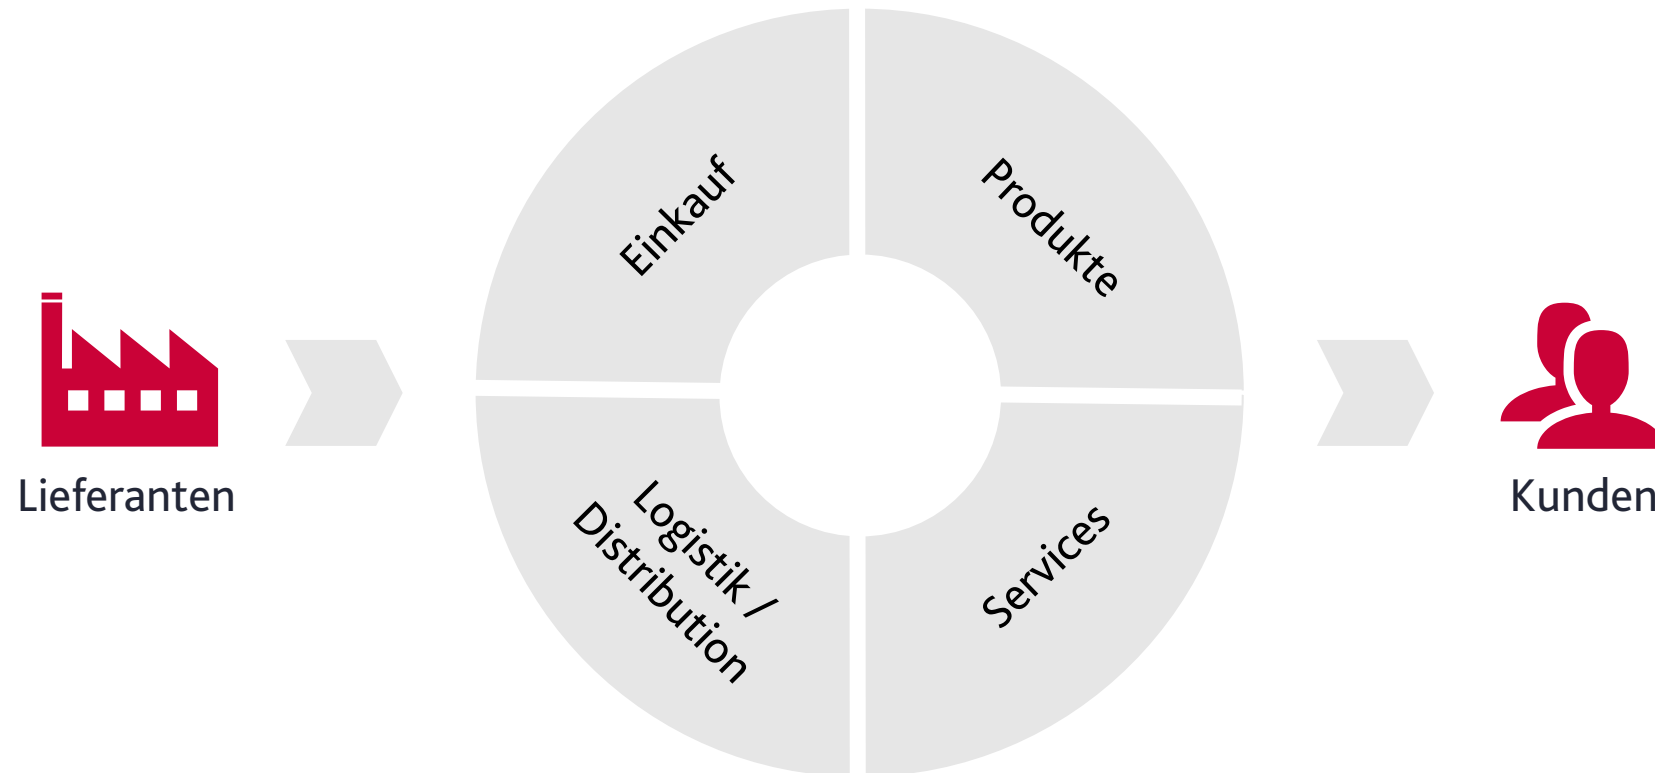 Einkauf
Produkte
Lieferanten
Kunden
Logistik /
Distribution
Services